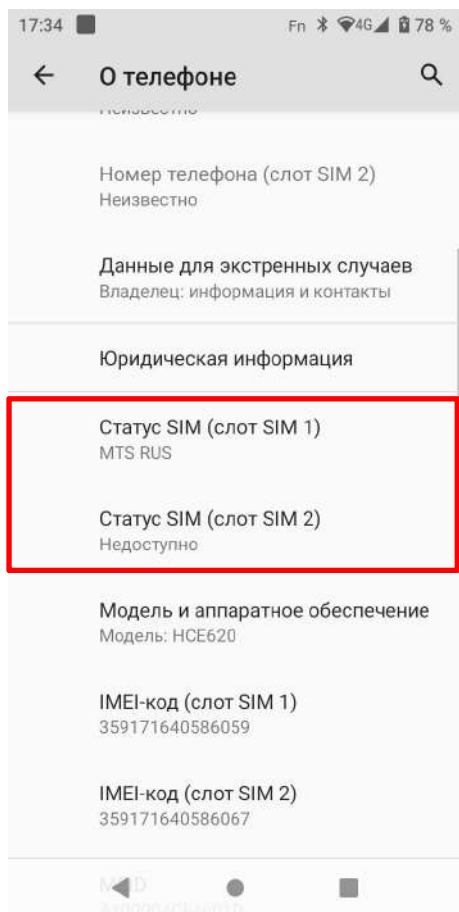 17:34 Fn 4G 78 %
О телефоне
Неизвестно
Номер телефона (слот SIM 2)
Неизвестно
Данные для экстренных случаев
Владелец: информация и контакты
Юридическая информация
Статус SIM (слот SIM 1)
MTS RUS
Статус SIM (слот SIM 2)
Недоступно
Модель и аппаратное обеспечение
Модель: HCE620
IMEI-код (слот SIM 1)
359171640586059
IMEI-код (слот SIM 2)
359171640586067